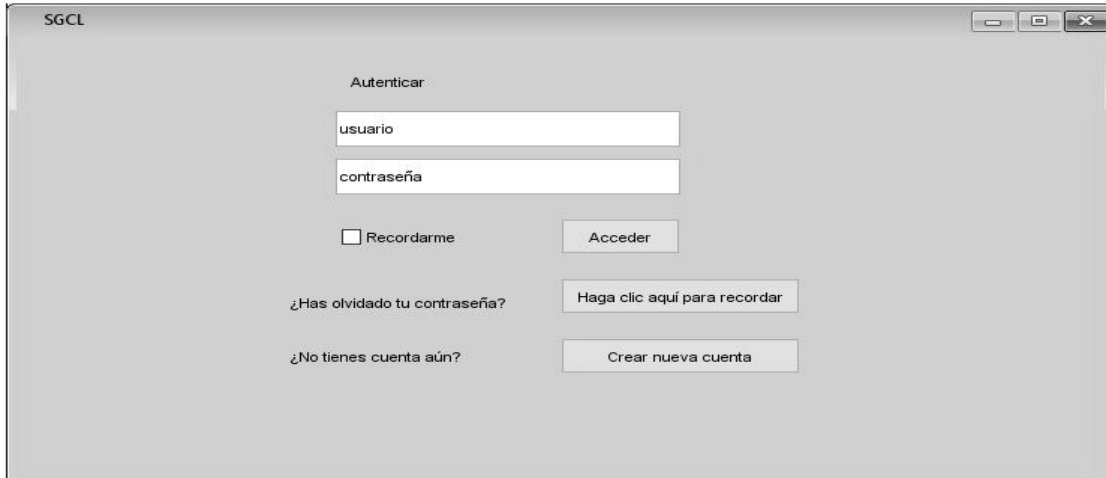 SGCL
Autenticar
usuario
contraseña
Recordarme
Acceder
¿Has olvidado tu contraseña?
Haga clic aquí para recordar
¿No tienes cuenta aún?
Crear nueva cuenta